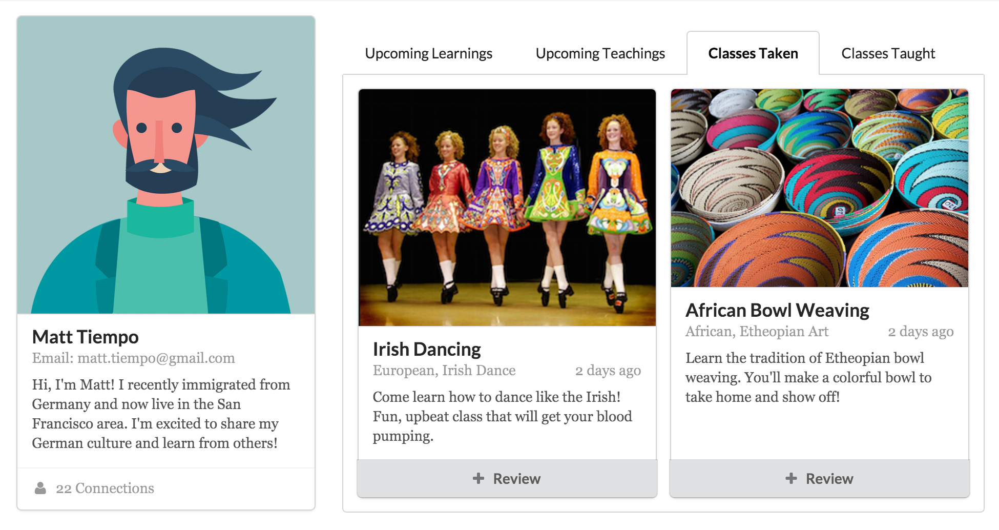 Upcoming Learnings
Upcoming Teachings
Classes Taken
Classes Taught
Matt Tiempo
Email: matt.tiempo@gmail.com
Hi, I'm Matt! I recently immigrated from
Germany and now live in the San
Francisco area. I'm excited to share my
German culture and learn from others!
22 Connections
Irish Dancing
European, Irish Dance
2 days ago
Come learn how to dance like the Irish!
Fun, upbeat class that will get your blood
pumping.
+ Review
120
120
African Bowl Weaving
African, Etheopian Art
2 days ago
Learn the tradition of Etheopian bowl
weaving. You'll make a colorful bowl to
take home and show off!
+ Review